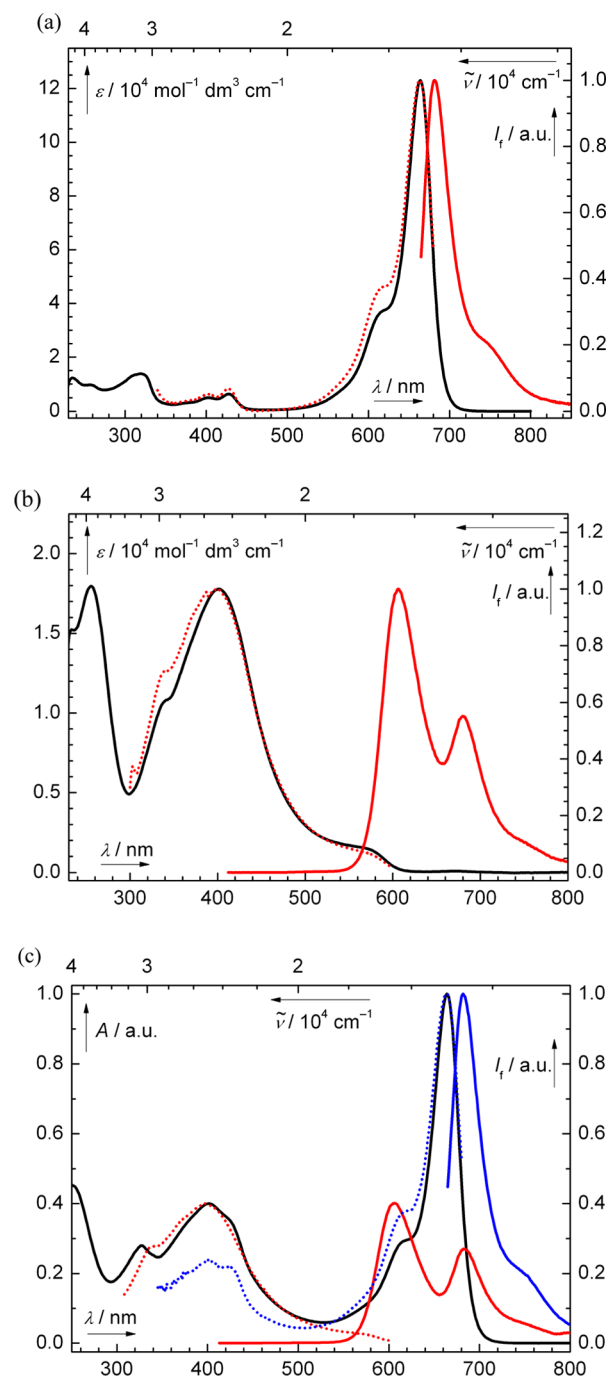 (a)
4 3 2
ε / 10⁴ mol⁻¹ dm³ cm⁻¹
ν̃ / 10⁴ cm⁻¹
I_f / a.u.
12
10
8
6
4
2
0
1.0
0.8
0.6
0.4
0.2
0.0
λ / nm
300 400 500 600 700 800
(b)
4 3 2
ε / 10⁴ mol⁻¹ dm³ cm⁻¹
ν̃ / 10⁴ cm⁻¹
I_f / a.u.
2.0
1.5
1.0
0.5
0.0
1.2
1.0
0.8
0.6
0.4
0.2
0.0
λ / nm
300 400 500 600 700 800
(c)
4 3 2
ν̃ / 10⁴ cm⁻¹
A / a.u.
I_f / a.u.
1.0
0.8
0.6
0.4
0.2
0.0
1.0
0.8
0.6
0.4
0.2
0.0
λ / nm
300 400 500 600 700 800